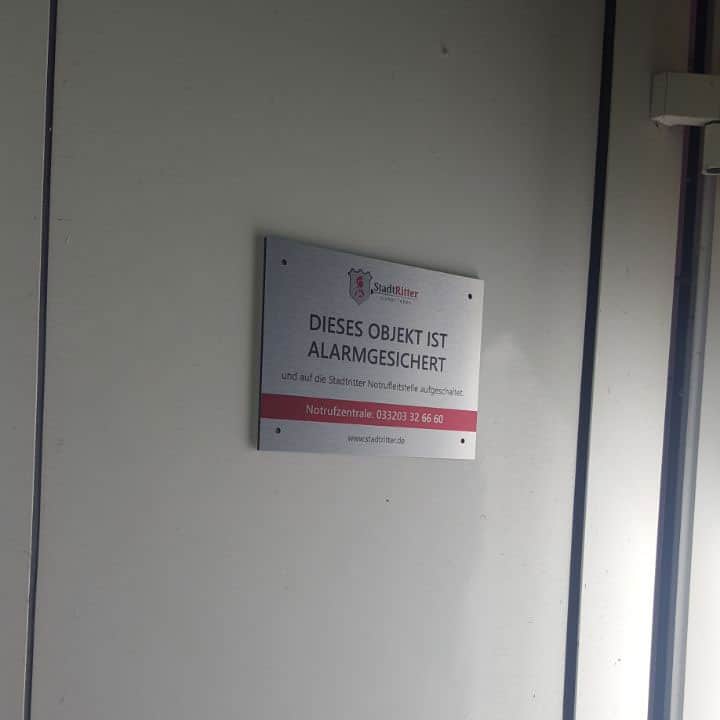 StadtRitter
DIESES OBJEKT IST
ALARMGESICHERT
und auf die Stadtritter Notrufleitstelle aufgeschaltet.
Notrufzentrale: 033203 32 66 60
www.stadtritter.de